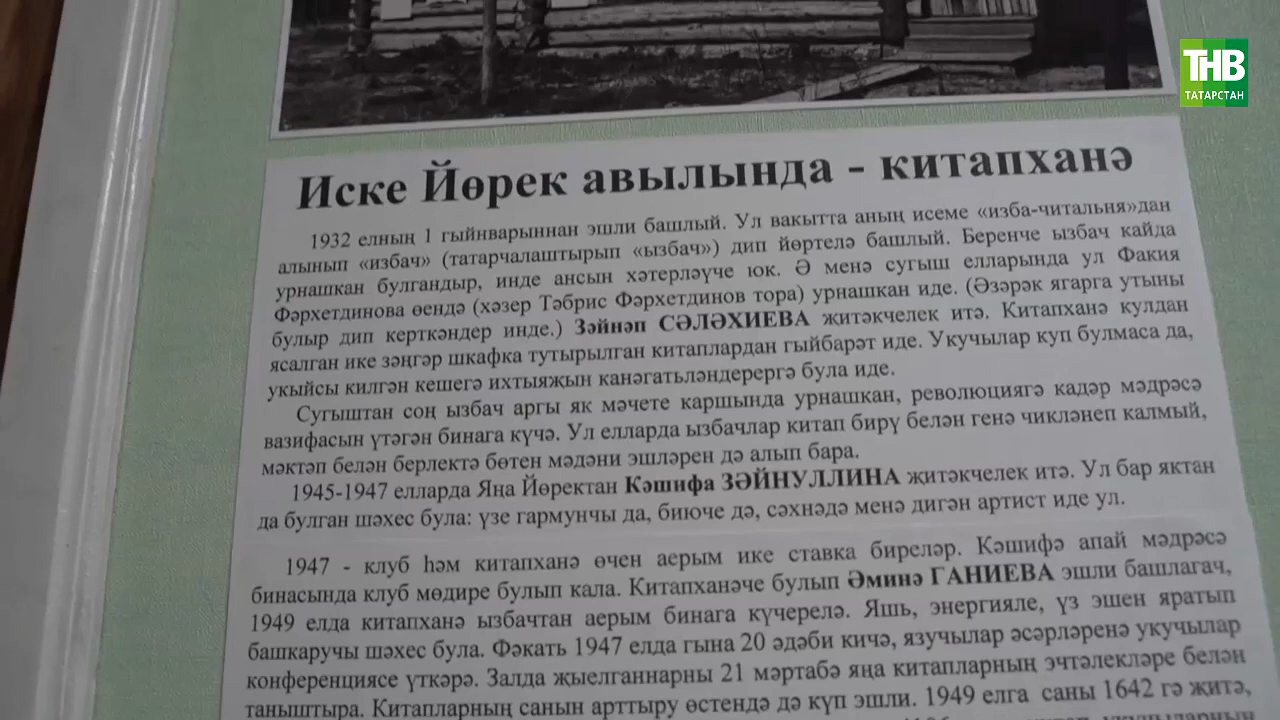 ТНВ
ТАТАРСТАН
Иске Йөрек авылында - китапханә
1932 елның 1 гыйнварыннан эшли башлый. Ул вакытта аның исеме «изба-читальня»дан
алынып «избач» (татарчалаштырып «ызбач») дип йөртелә башлый. Беренче ызбач кайда
урнашкан булгандыр, инде ансын хәтерләүче юк. Ә менә сугыш елларында ул Факия
Фәрхетдинова өендә (хәзер Тәбрис Фәрхетдинов тора) урнашкан иде. (Әзәрәк ягарга утыны
булыр дип керткәндер инде.) Зәйнәп СӘЛӘХИЕВА җитәкчелек итә. Китапханә кулдан
ясалган ике зәңгәр шкафка тутырылган китаплардан гыйбарәт иде. Укучылар күп булмаса да,
укыйсы килгән кешегә ихтыяҗын канәгатьләндерергә була иде.
Сугыштан соң ызбач аргы як мәчете каршында урнашкан, революциягә кадәр мәдрәсә
вазифасын үтәгән бинага күчә. Ул елларда ызбачлар китап бирү белән генә чикләнеп калмый,
мәктәп белән берлектә бөтен мәдәни эшләрен дә алып бара.
1945-1947 елларда Яңа Йөректан Кәшифа ЗӘЙНУЛЛИНА җитәкчелек итә. Ул бар яктан
да булган шәхес була: үзе гармунчы да, биюче дә, сәхнәдә менә дигән артист иде ул.
1947 - клуб һәм китапханә өчен аерым ике ставка биреләр. Кәшифә апай мәдрәсә
бинасында клуб мөдире булып кала. Китапханәче булып Әминә ГАНИЕВА эшли башлагач,
1949 елда китапханә ызбачтан аерым бинага күчерелә. Яшь, энергияле, үз эшен яратып
башкаручы шәхес була. Фәкать 1947 елда гына 20 әдәби кичә, язучылар әсәрләренә укучылар
конференциясе үткәрә. Залда җыелганнарны 21 мәртабә яңа китапларның эчтәлекләре белән
таныштыра. Китапларның санын арттыру өстендә дә күп эшли. 1949 елга саны 1642 гә җитә,